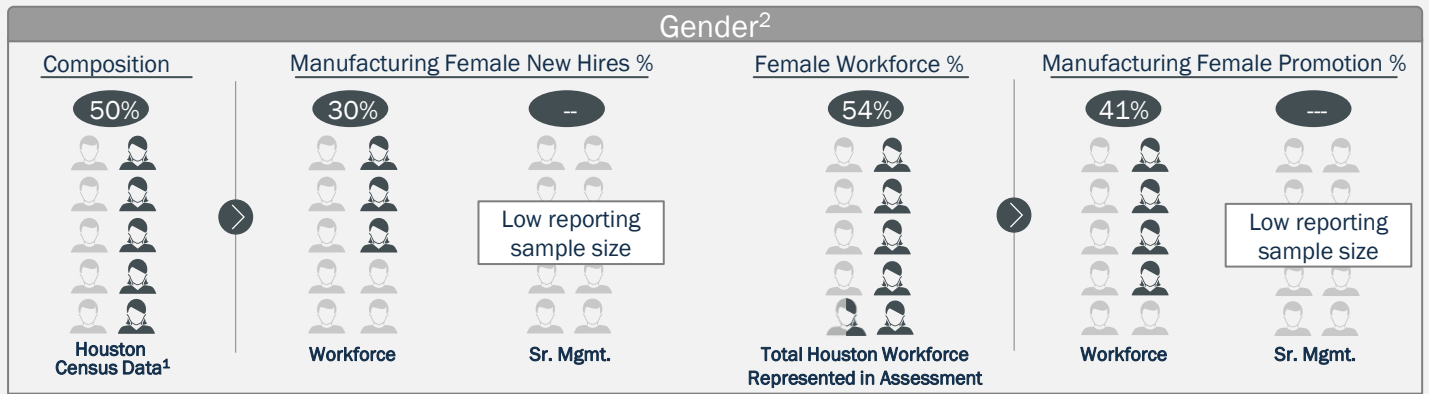 Gender²
Composition
Manufacturing Female New Hires %
Female Workforce %
Manufacturing Female Promotion %
50%
30%
--
54%
41%
---
Low reporting
sample size
Low reporting
sample size
Houston
Census Data¹
Workforce
Sr. Mgmt.
Total Houston Workforce
Represented in Assessment
Workforce
Sr. Mgmt.